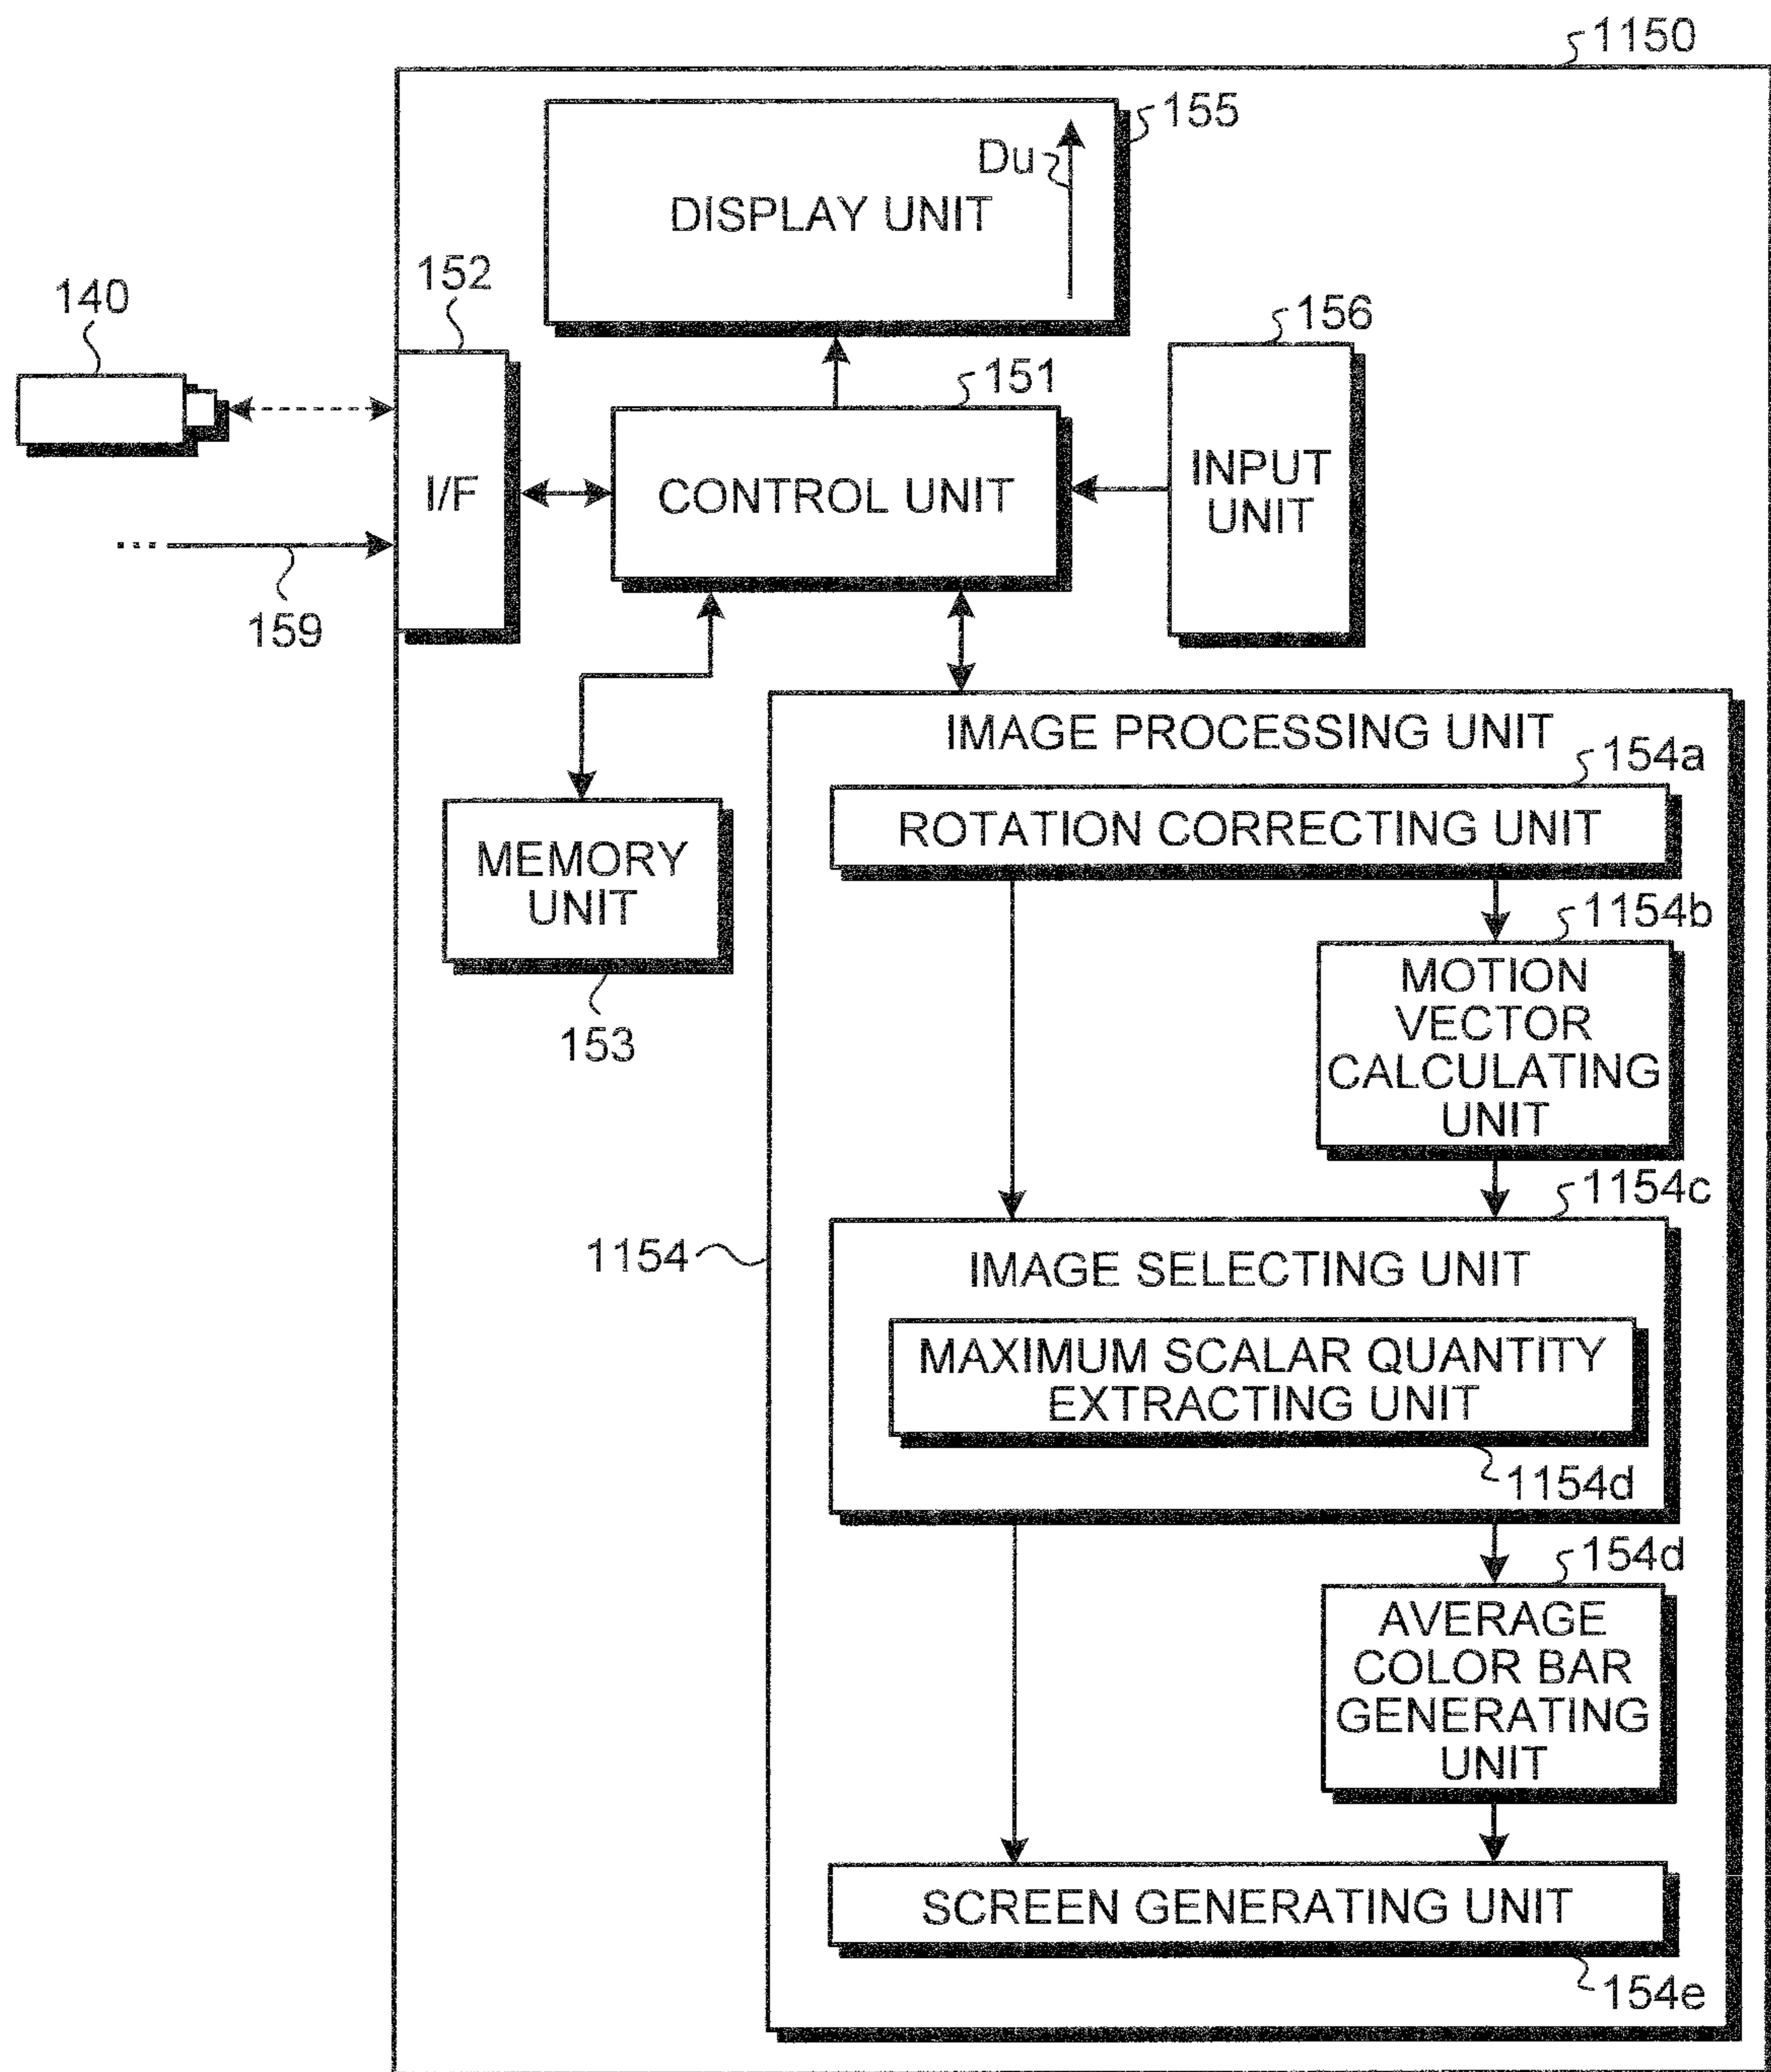 1150
155
Du
DISPLAY UNIT
152
140
156
151
I/F
CONTROL UNIT
INPUT
UNIT
...
159
IMAGE PROCESSING UNIT
154a
ROTATION CORRECTING UNIT
MEMORY
UNIT
153
1154b
MOTION
VECTOR
CALCULATING
UNIT
1154c
1154
IMAGE SELECTING UNIT
MAXIMUM SCALAR QUANTITY
EXTRACTING UNIT
1154d
154d
AVERAGE
COLOR BAR
GENERATING
UNIT
SCREEN GENERATING UNIT
154e